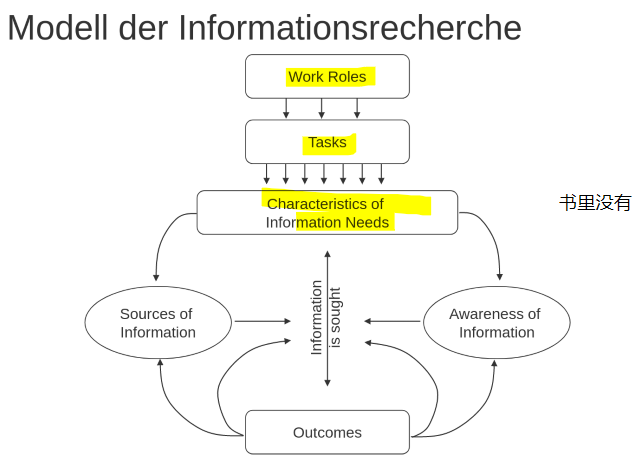 Modell der Informationsrecherche
Work Roles
Tasks
Characteristics of
Information Needs
书里没有
Sources of
Information
Information
is sought
Awareness of
Information
Outcomes